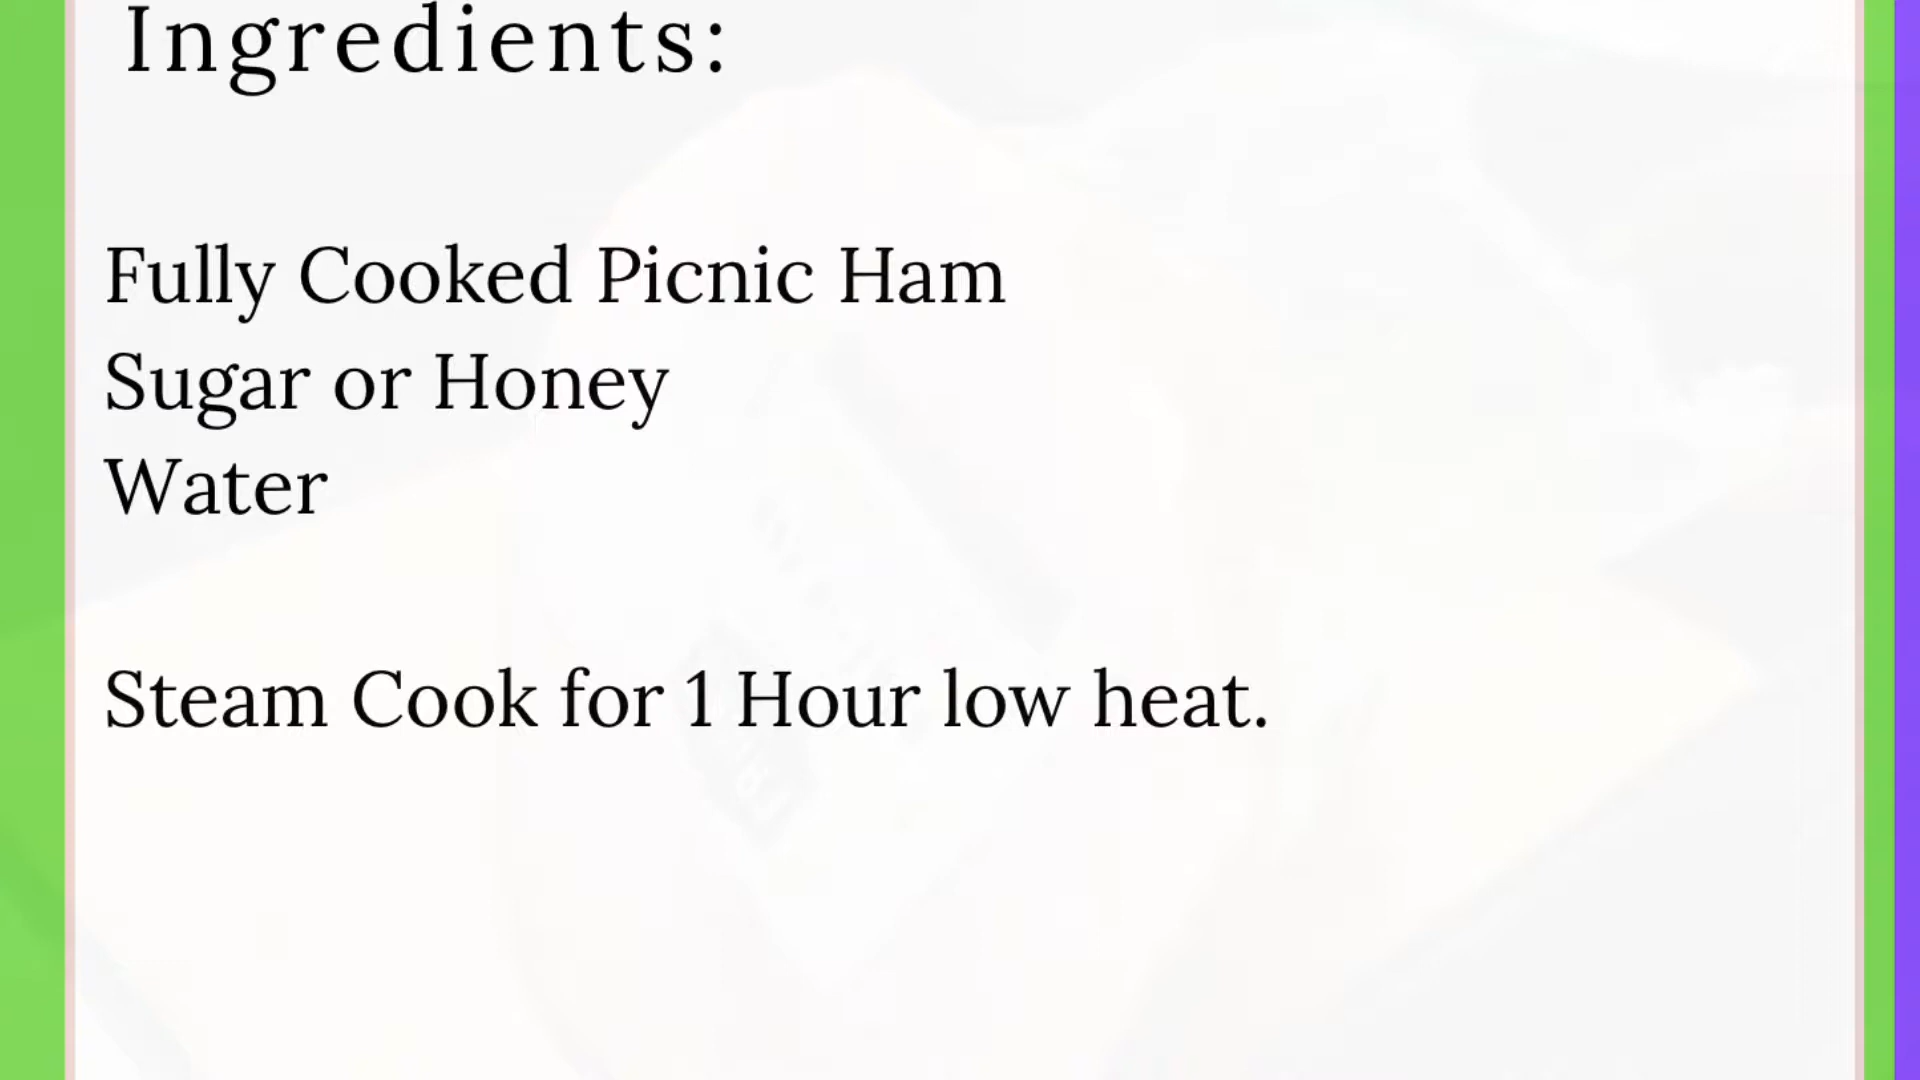 Ingredients:
Fully Cooked Picnic Ham
Sugar or Honey
Water
Steam Cook for 1 Hour low heat.